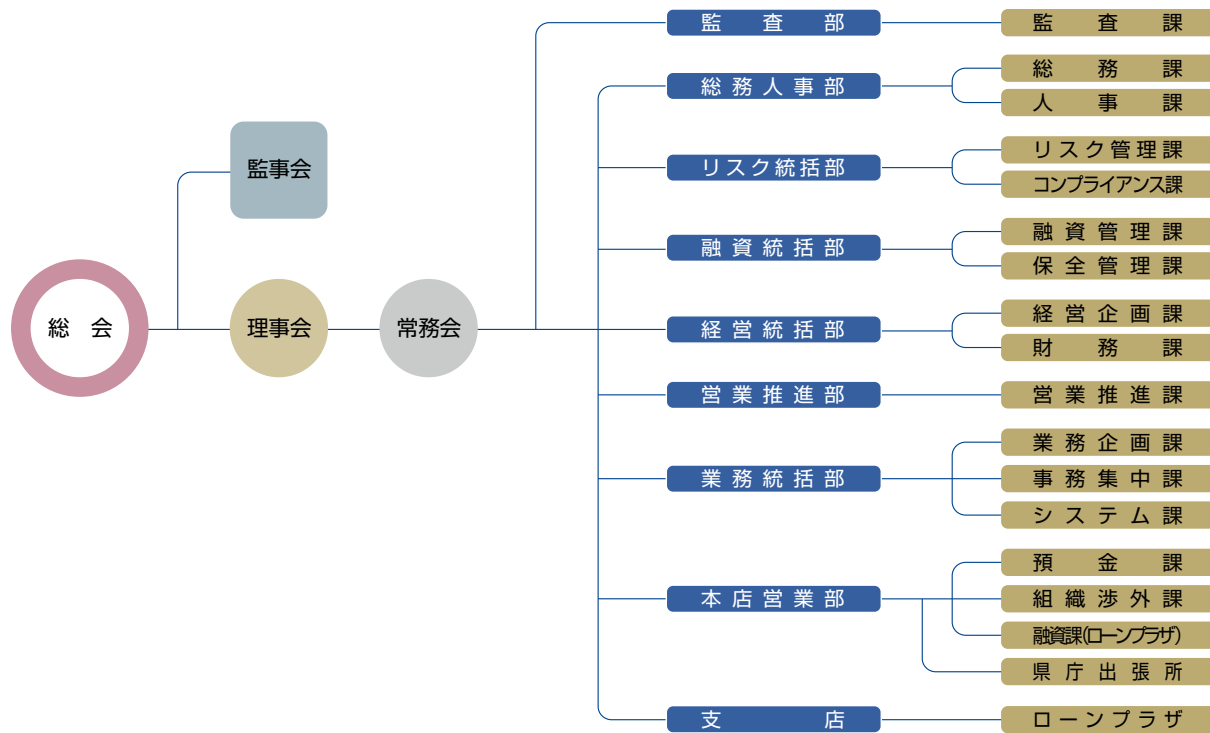 総会
監事会
理事会
常務会
監査部
監査課
総務人事部
総務課
人事課
リスク統括部
リスク管理課
コンプライアンス課
融資統括部
融資管理課
保全管理課
経営統括部
経営企画課
財務課
営業推進部
営業推進課
業務統括部
業務企画課
事務集中課
システム課
本店営業部
預金課
組織渉外課
融資課(ローンプラザ)
県庁出張所
支店
ローンプラザ